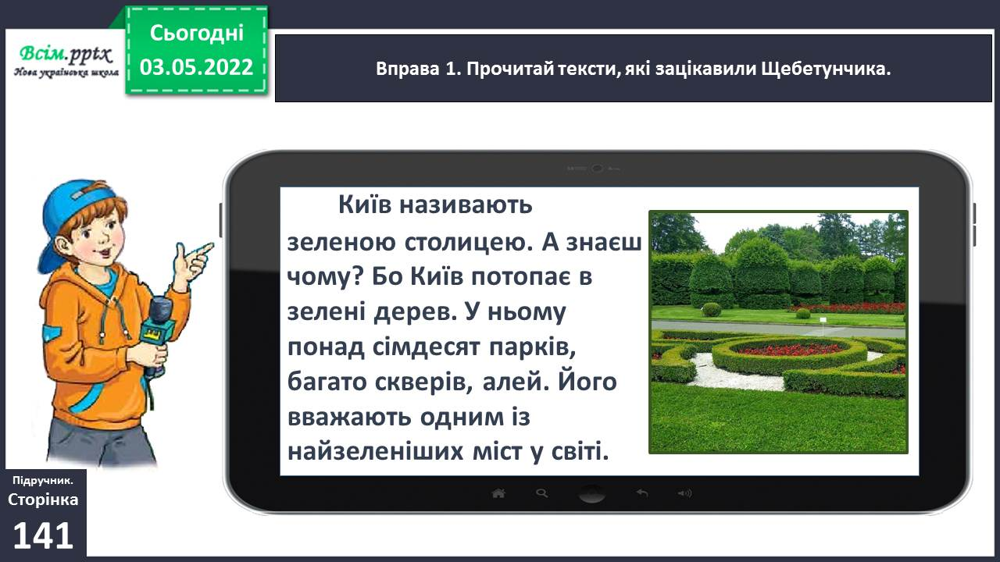 Всім.pptx
Нова українська школа
Сьогодні
03.05.2022
Вправа 1. Прочитай тексти, які зацікавили Щебетунчика.
Київ називають
зеленою столицею. А знаєш
чому? Бо Київ потопає в
зелені дерев. У ньому
понад сімдесят парків,
багато скверів, алей. Його
вважають одним із
найзеленіших міст у світі.
Підручник.
Сторінка
141